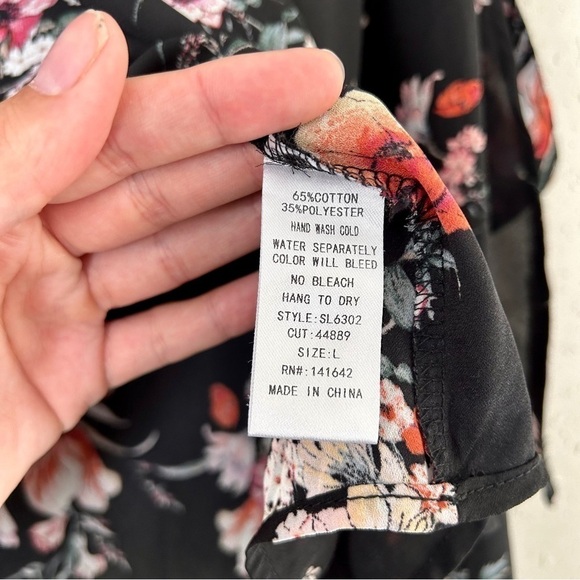 65%COTTON
35%POLYESTER
HAND WASH COLD
WATER SEPARATELY
COLOR WILL BLEED
NO BLEACH
HANG TO DRY
STYLE:SL6302
CUT:44889
SIZE:L
RN#:141642
MADE IN CHINA